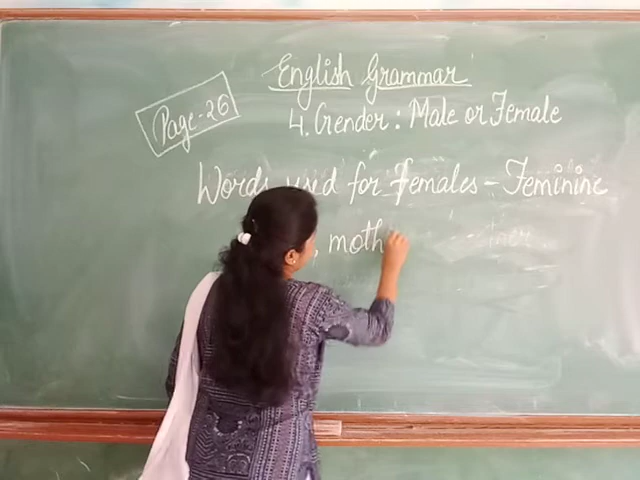 English Grammar
Page-26
4. Gender: Male or Female
Words used for Females - Feminine
, moth